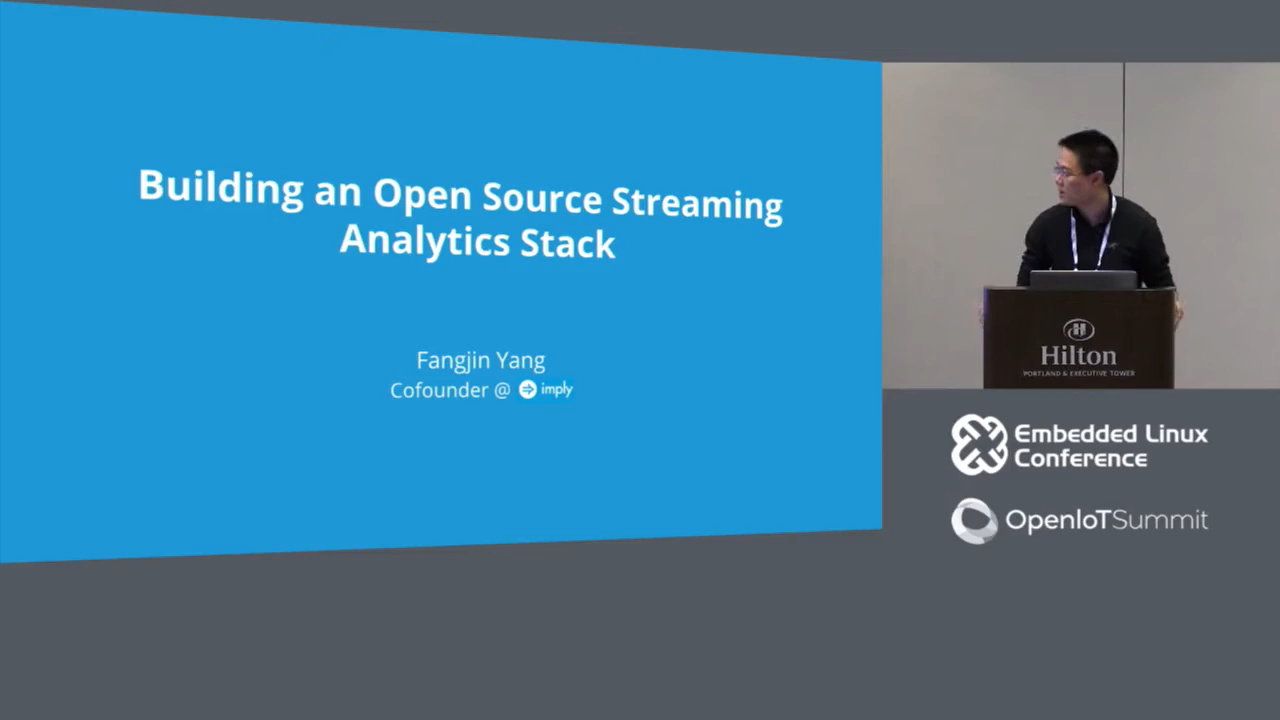 Building an Open Source Streaming
Analytics Stack
Fangjin Yang
Cofounder @ imply
Hilton
PORTLAND & EXECUTIVE TOWER
Embedded Linux
Conference
OpenIoTSummit